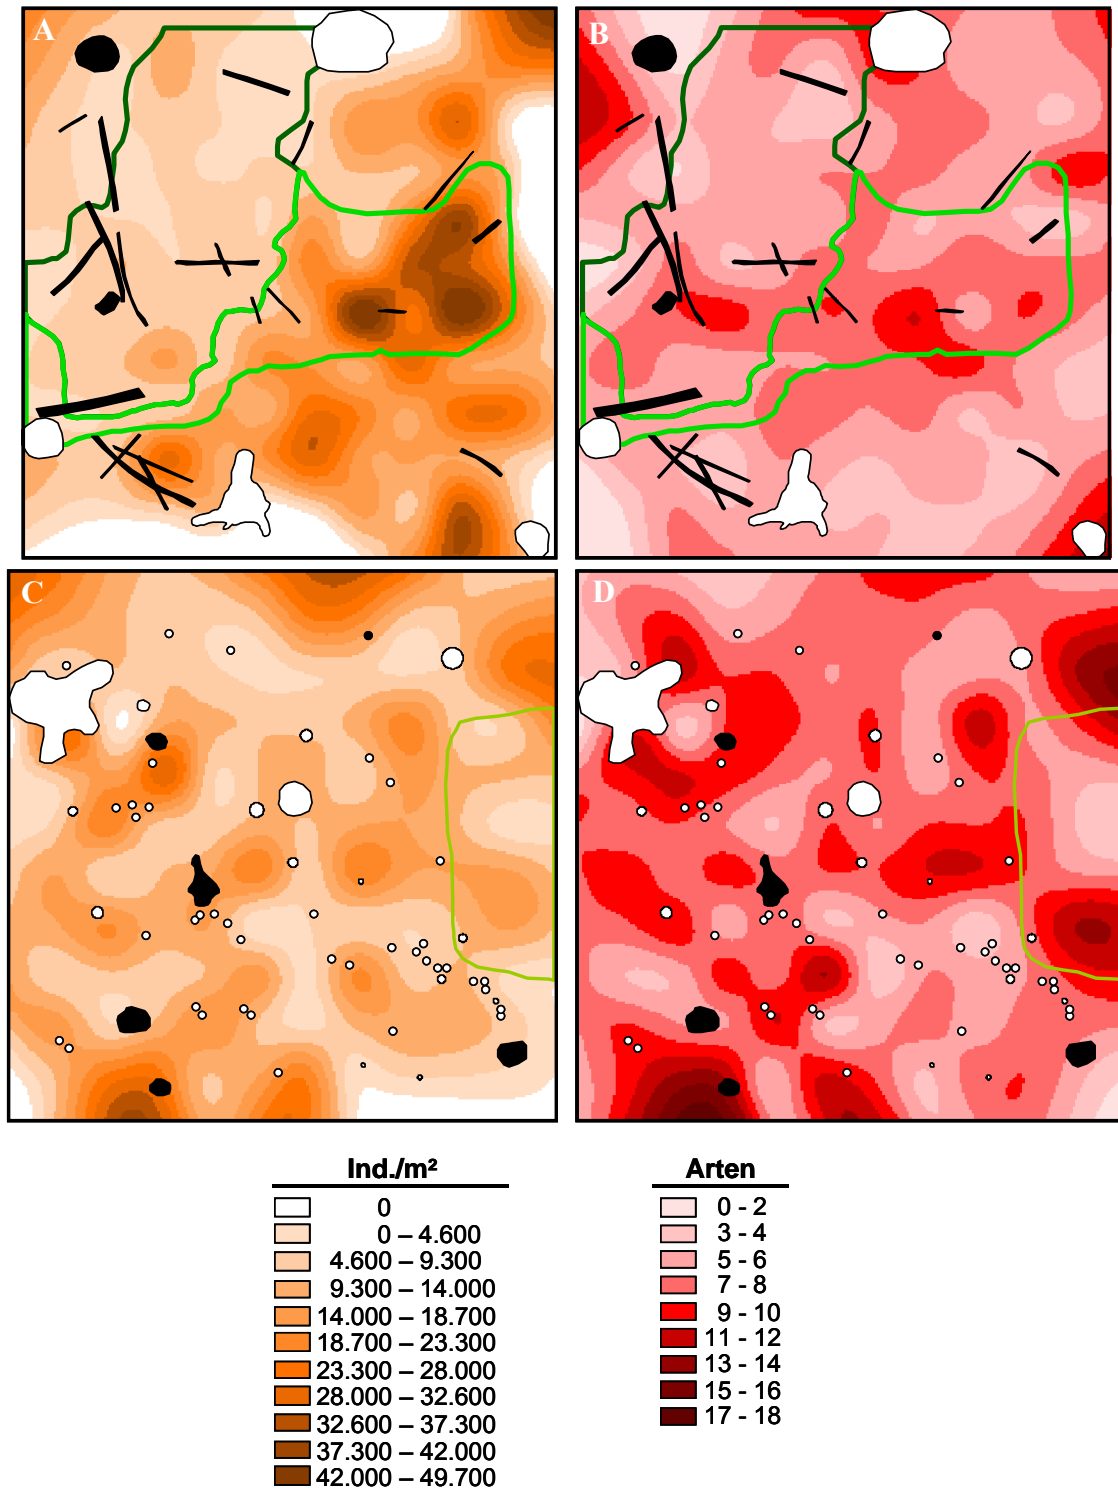 A
B
C
D
Ind./m²
0
0 – 4.600
4.600 – 9.300
9.300 – 14.000
14.000 – 18.700
18.700 – 23.300
23.300 – 28.000
28.000 – 32.600
32.600 – 37.300
37.300 – 42.000
42.000 – 49.700
Arten
0 - 2
3 - 4
5 - 6
7 - 8
9 - 10
11 - 12
13 - 14
15 - 16
17 - 18